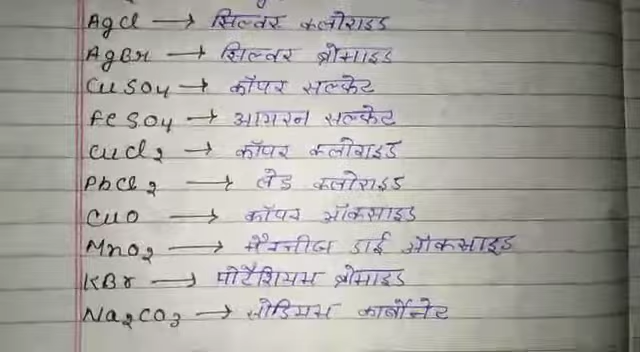 AgCl → सिल्वर क्लोराइड
AgBr → सिल्वर ब्रोमाइड
CuSO4 → कॉपर सल्फेट
FeSO4 → आयरन सल्फेट
CuCl2 → कॉपर क्लोराइड
PbCl2 → लेड क्लोराइड
CuO → कॉपर ऑक्साइड
MnO2 → मैंगनीज डाई ऑक्साइड
KBr → पोटैशियम ब्रोमाइड
Na2CO3 → सोडियम कार्बोनेट